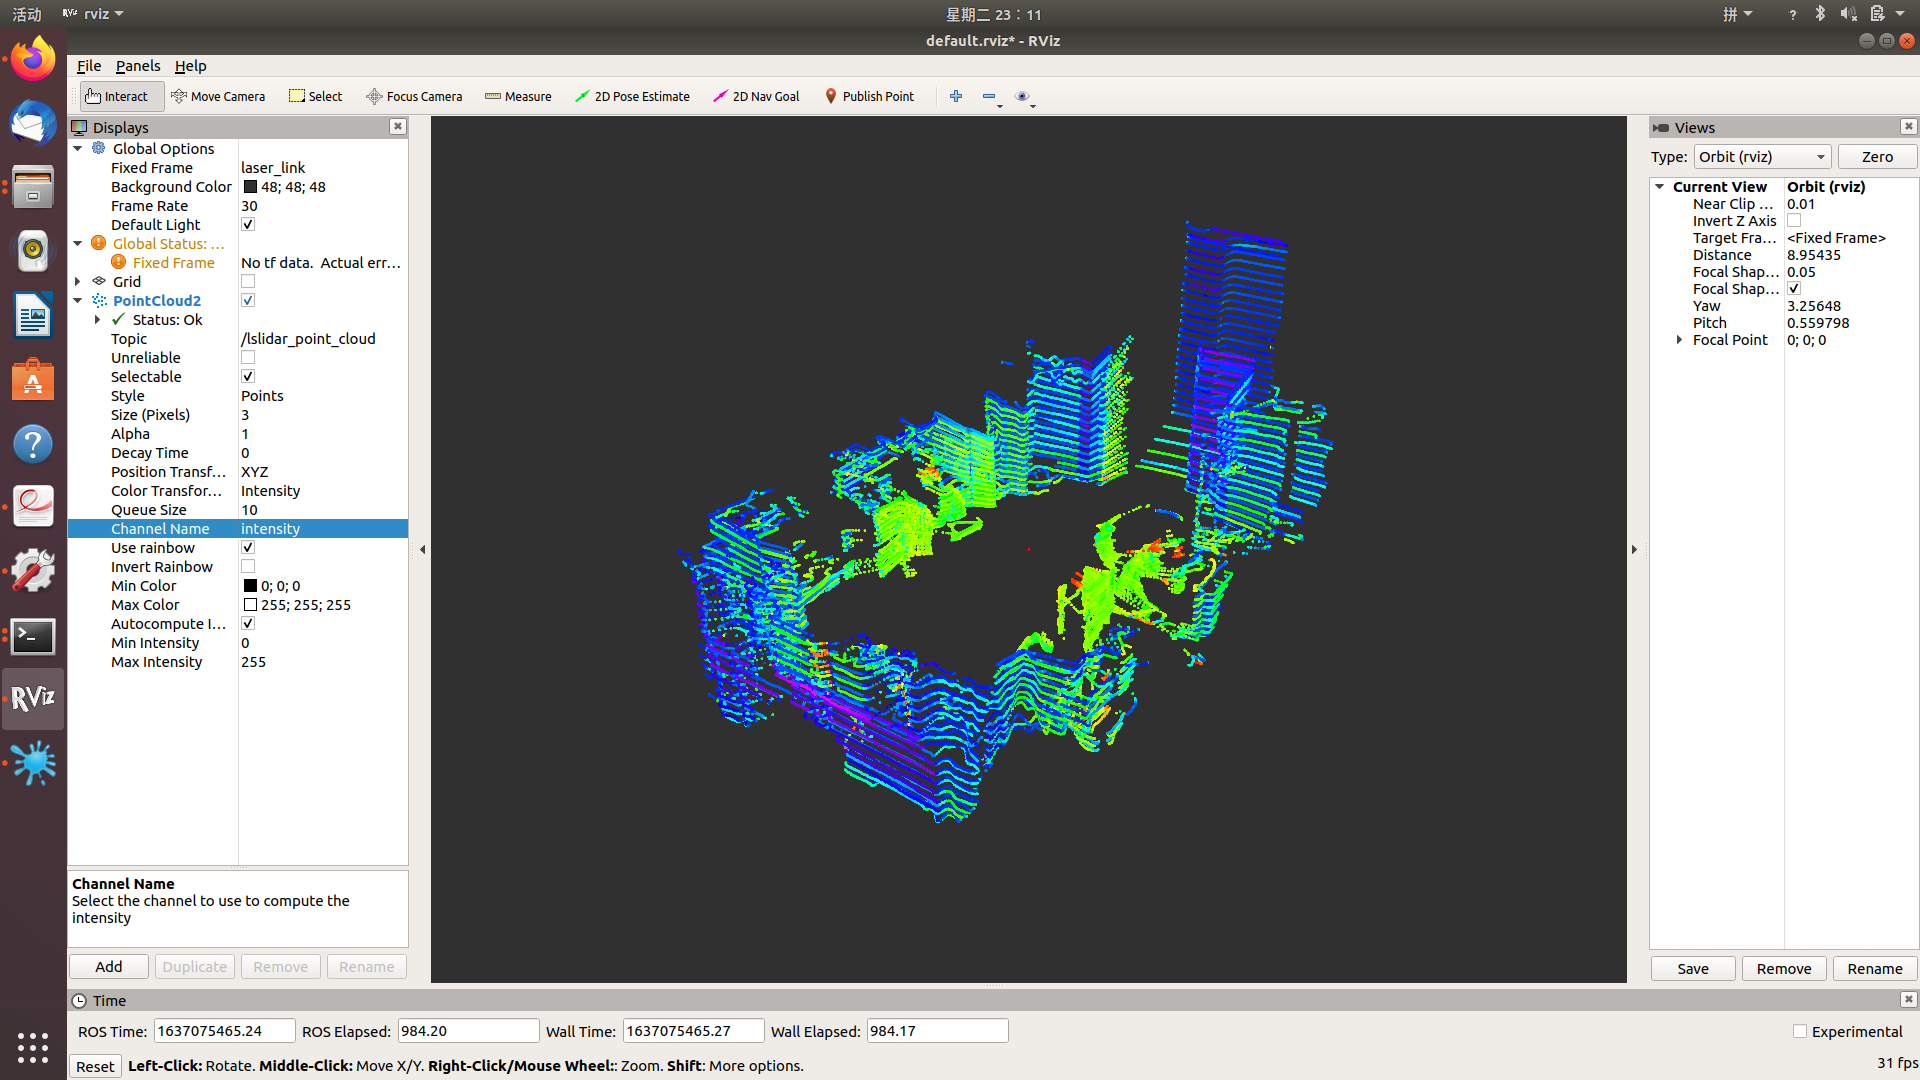 活动 RViz rviz 星期二 23：11 拼 ?
default.rviz* - RViz
File Panels Help
Interact Move Camera Select Focus Camera Measure 2D Pose Estimate 2D Nav Goal Publish Point
Displays
Global Options
Fixed Frame laser_link
Background Color 48; 48; 48
Frame Rate 30
Default Light
Global Status: ...
Fixed Frame No tf data.  Actual err...
Grid
PointCloud2
Status: Ok
Topic /lslidar_point_cloud
Unreliable
Selectable
Style Points
Size (Pixels) 3
Alpha 1
Decay Time 0
Position Transf... XYZ
Color Transfor... Intensity
Queue Size 10
Channel Name intensity
Use rainbow
Invert Rainbow
Min Color 0; 0; 0
Max Color 255; 255; 255
Autocompute I...
Min Intensity 0
Max Intensity 255
Channel Name
Select the channel to use to compute the
intensity
Add Duplicate Remove Rename
Views
Type: Orbit (rviz) Zero
Current View Orbit (rviz)
Near Clip ... 0.01
Invert Z Axis
Target Fra... <Fixed Frame>
Distance 8.95435
Focal Shap... 0.05
Focal Shap...
Yaw 3.25648
Pitch 0.559798
Focal Point 0; 0; 0
Save Remove Rename
RViz
Time
ROS Time: 1637075465.24 ROS Elapsed: 984.20 Wall Time: 1637075465.27 Wall Elapsed: 984.17 Experimental
Reset Left-Click: Rotate. Middle-Click: Move X/Y. Right-Click/Mouse Wheel:: Zoom. Shift: More options. 31 fps